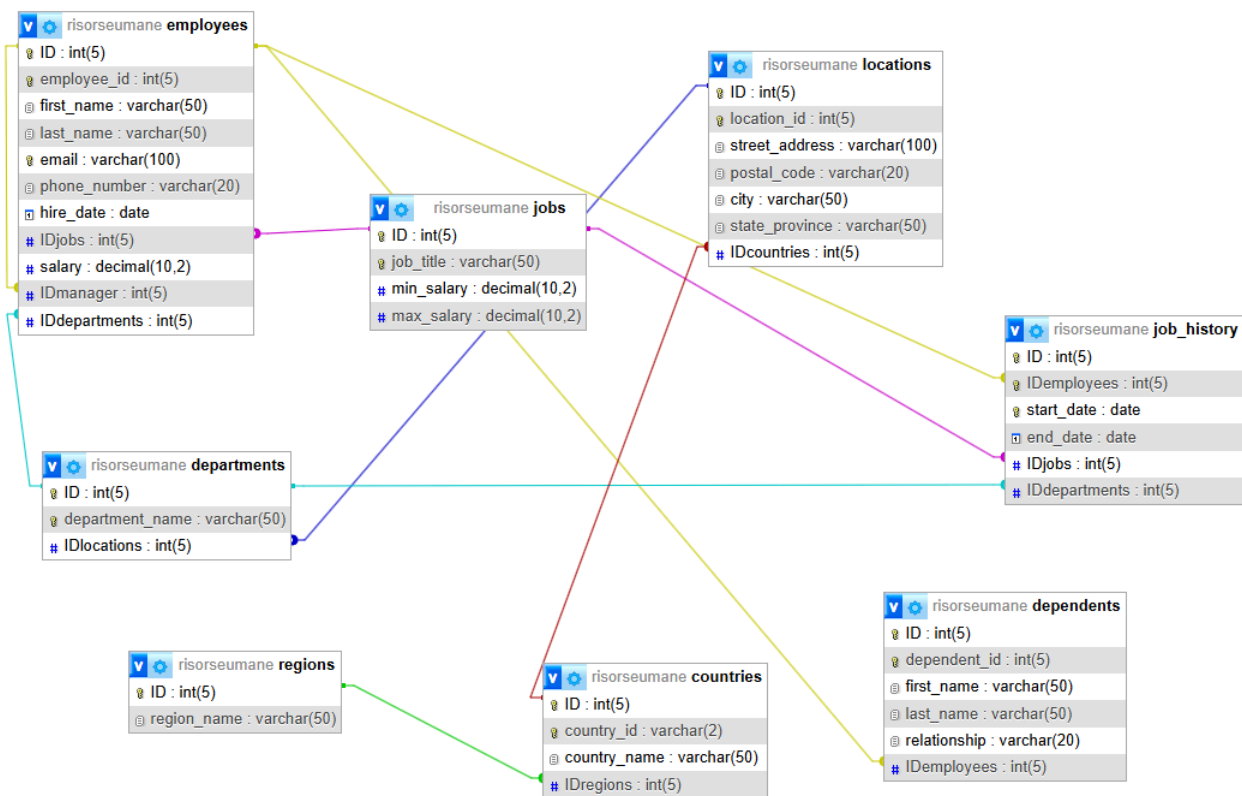 risorseumane employees
ID : int(5)
employee_id : int(5)
first_name : varchar(50)
last_name : varchar(50)
email : varchar(100)
phone_number : varchar(20)
hire_date : date
IDjobs : int(5)
salary : decimal(10,2)
IDmanager : int(5)
IDdepartments : int(5)
risorseumane locations
ID : int(5)
location_id : int(5)
street_address : varchar(100)
postal_code : varchar(20)
city : varchar(50)
state_province : varchar(50)
IDcountries : int(5)
risorseumane jobs
ID : int(5)
job_title : varchar(50)
min_salary : decimal(10,2)
max_salary : decimal(10,2)
risorseumane job_history
ID : int(5)
IDemployees : int(5)
start_date : date
end_date : date
IDjobs : int(5)
IDdepartments : int(5)
risorseumane departments
ID : int(5)
department_name : varchar(50)
IDlocations : int(5)
risorseumane dependents
ID : int(5)
dependent_id : int(5)
first_name : varchar(50)
last_name : varchar(50)
relationship : varchar(20)
IDemployees : int(5)
risorseumane regions
ID : int(5)
region_name : varchar(50)
risorseumane countries
ID : int(5)
country_id : varchar(2)
country_name : varchar(50)
IDregions : int(5)